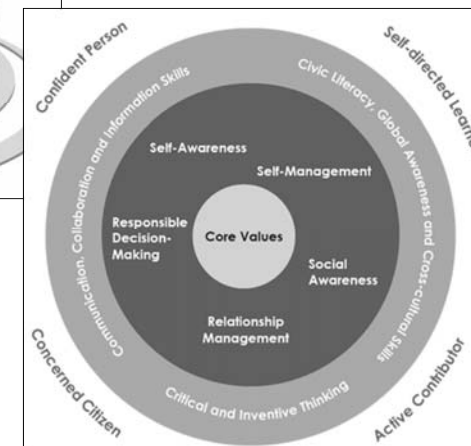 Confident Person
Self-directed Learne
Communication, Collaboration and Information Skills
Civic Literacy, Global Awareness and Cross-cultural Skills
Self-Awareness
Self-Management
Responsible
Decision-
Making
Core Values
Social
Awareness
Relationship
Management
Critical and Inventive Thinking
Concerned Citizen
Active Contributor